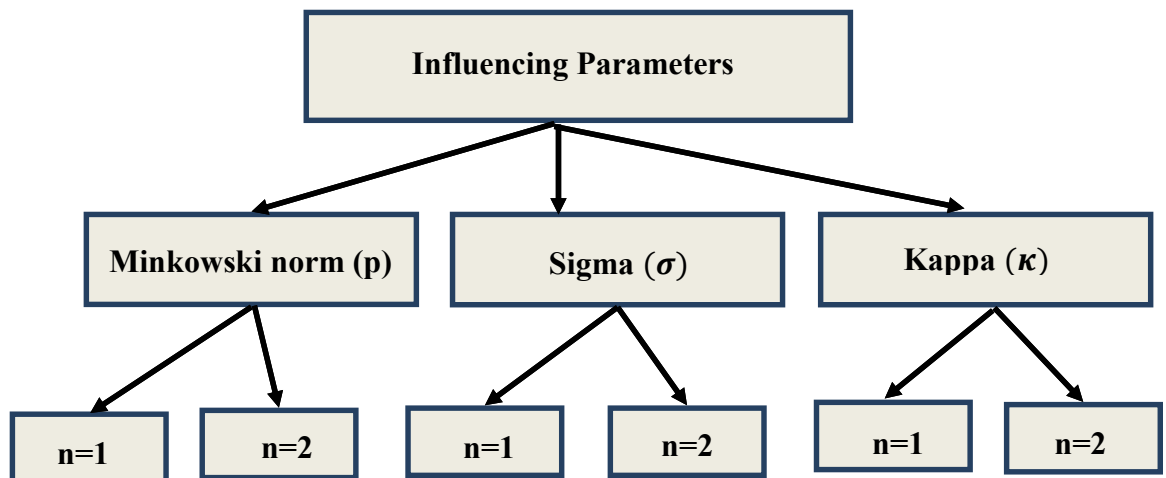 Influencing Parameters
Minkowski norm (p)
Sigma (𝝈)
Kappa (𝜿)
n=1
n=2
n=1
n=2
n=1
n=2